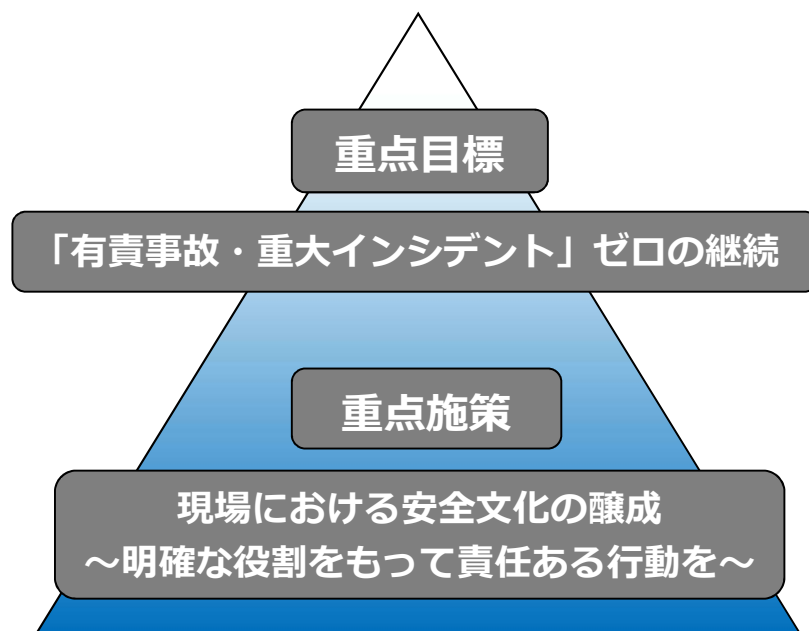 重点目標
「有責事故・重大インシデント」ゼロの継続
重点施策
現場における安全文化の醸成
～明確な役割をもって責任ある行動を～